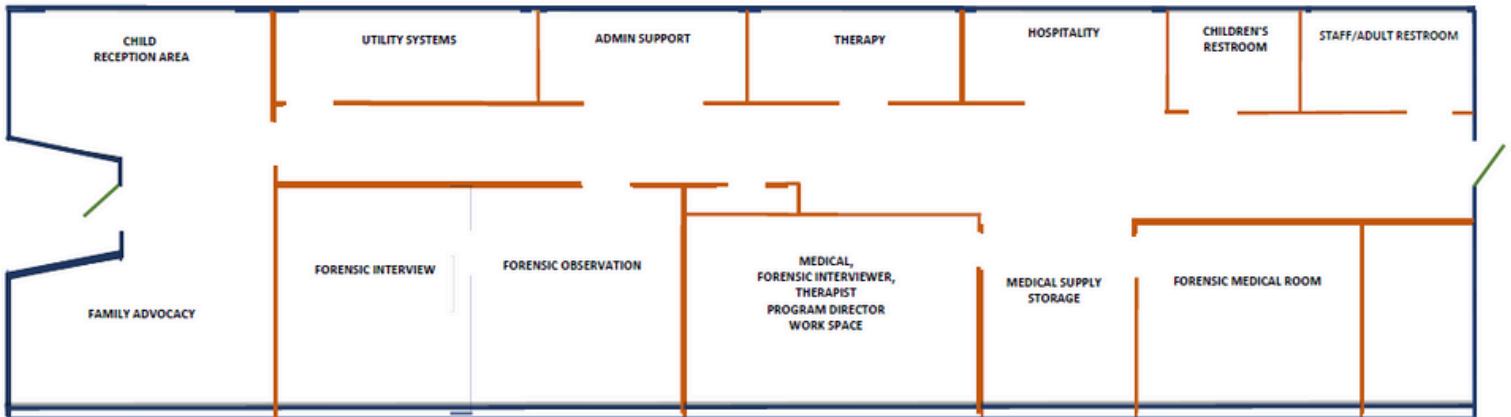 CHILD
RECEPTION AREA
UTILITY SYSTEMS
ADMIN SUPPORT
THERAPY
HOSPITALITY
CHILDREN'S
RESTROOM
STAFF/ADULT RESTROOM
FAMILY ADVOCACY
FORENSIC INTERVIEW
FORENSIC OBSERVATION
MEDICAL,
FORENSIC INTERVIEWER,
THERAPIST
PROGRAM DIRECTOR
WORK SPACE
MEDICAL SUPPLY
STORAGE
FORENSIC MEDICAL ROOM